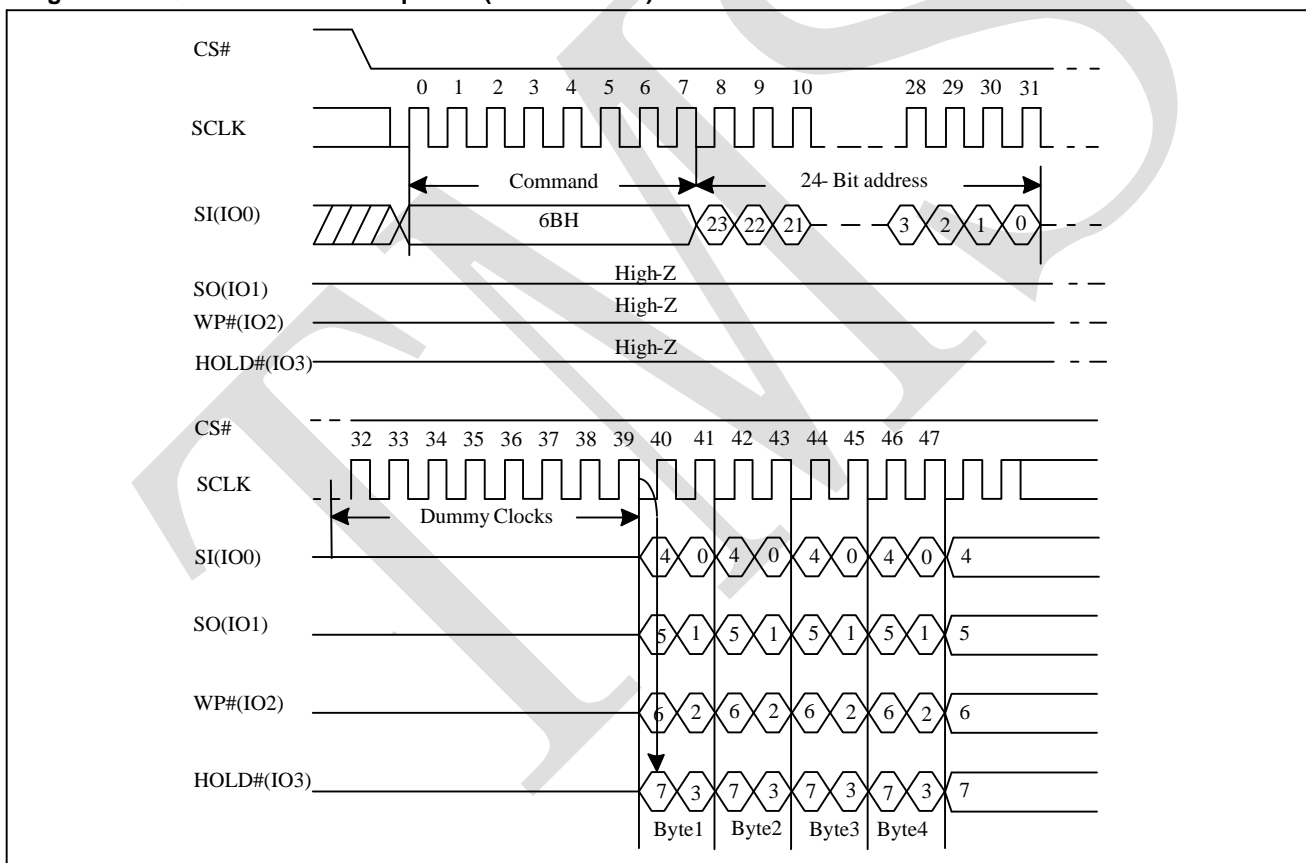 CS#
0 1 2 3 4 5 6 7 8 9 10 28 29 30 31
SCLK
Command 24- Bit address
SI(IO0) 6BH 23 22 21 3 2 1 0
High-Z
SO(IO1)
High-Z
WP#(IO2)
High-Z
HOLD#(IO3)
CS#
32 33 34 35 36 37 38 39 40 41 42 43 44 45 46 47
SCLK
Dummy Clocks
SI(IO0) 4 0 4 0 4 0 4 0 4
SO(IO1) 5 1 5 1 5 1 5 1 5
WP#(IO2) 6 2 6 2 6 2 6 2 6
HOLD#(IO3) 7 3 7 3 7 3 7 3 7
Byte1 Byte2 Byte3 Byte4